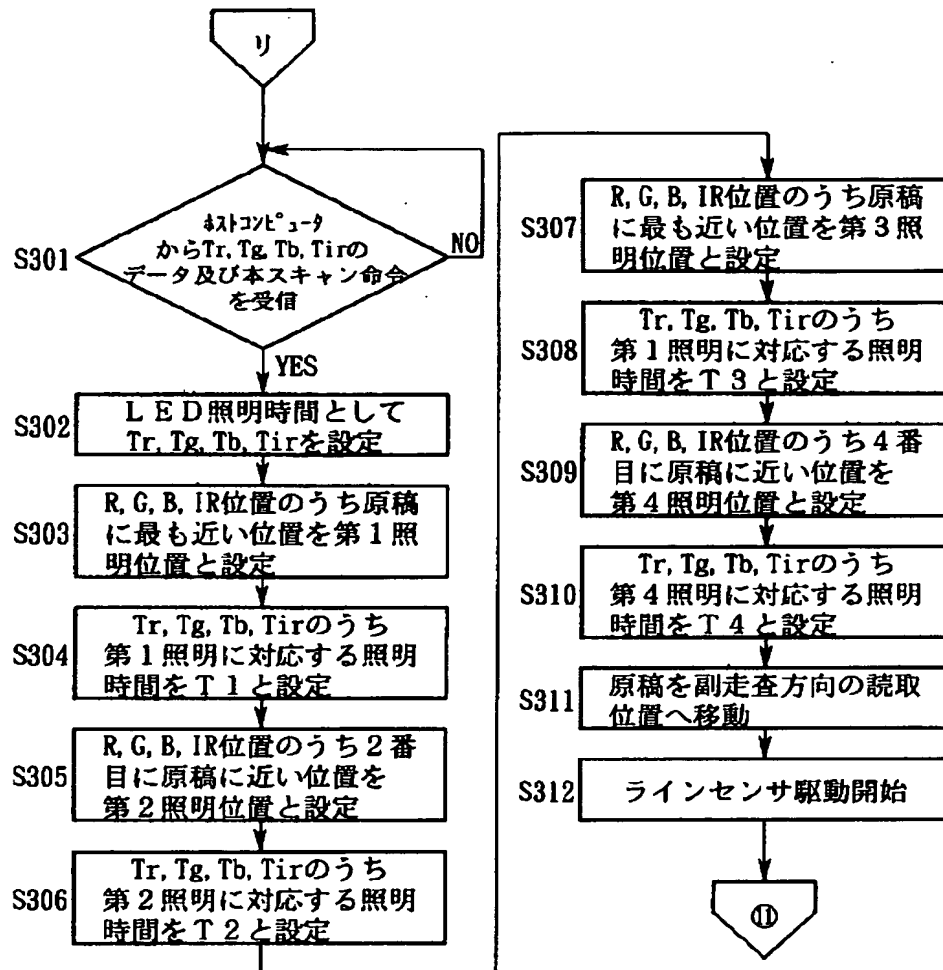 リ
S301
ホストコンピュータ
からTr, Tg, Tb, Tirの
データ及び本スキャン命令
を受信
NO
YES
S302
LED照明時間として
Tr, Tg, Tb, Tirを設定
S303
R, G, B, IR位置のうち原稿
に最も近い位置を第1照
明位置と設定
S304
Tr, Tg, Tb, Tirのうち
第1照明に対応する照明
時間をT1と設定
S305
R, G, B, IR位置のうち2番
目に原稿に近い位置を
第2照明位置と設定
S306
Tr, Tg, Tb, Tirのうち
第2照明に対応する照明
時間をT2と設定
S307
R, G, B, IR位置のうち原稿
に最も近い位置を第3照
明位置と設定
S308
Tr, Tg, Tb, Tirのうち
第1照明に対応する照明
時間をT3と設定
S309
R, G, B, IR位置のうち4番
目に原稿に近い位置を
第4照明位置と設定
S310
Tr, Tg, Tb, Tirのうち
第4照明に対応する照明
時間をT4と設定
S311
原稿を副走査方向の読取
位置へ移動
S312
ラインセンサ駆動開始
⑪